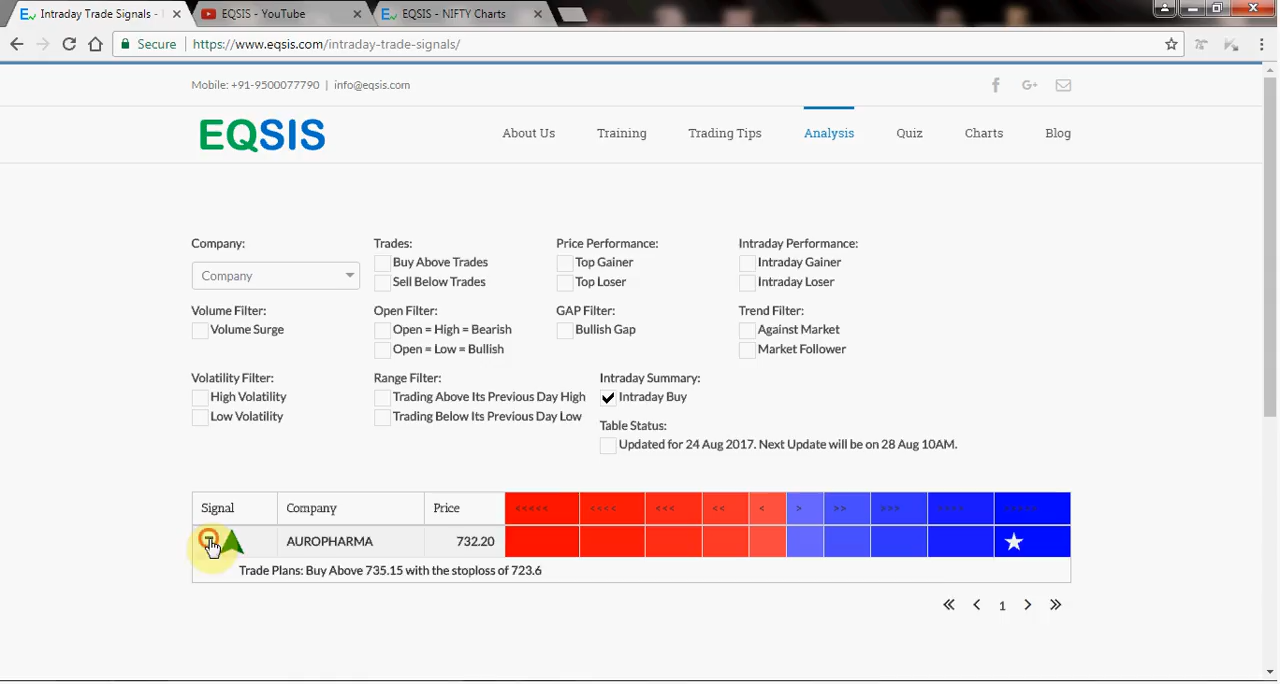 Intraday Trade Signals -
EQSIS - YouTube
EQSIS - NIFTY Charts
Secure
https://www.eqsis.com/intraday-trade-signals/
Mobile: +91-9500077790 | info@eqsis.com
EQSIS
About Us
Training
Trading Tips
Analysis
Quiz
Charts
Blog
Company:
Trades:
Price Performance:
Intraday Performance:
Company
Buy Above Trades
Top Gainer
Intraday Gainer
Sell Below Trades
Top Loser
Intraday Loser
Volume Filter:
Open Filter:
GAP Filter:
Trend Filter:
Volume Surge
Open = High = Bearish
Bullish Gap
Against Market
Open = Low = Bullish
Market Follower
Volatility Filter:
Range Filter:
Intraday Summary:
High Volatility
Trading Above Its Previous Day High
Intraday Buy
Low Volatility
Trading Below Its Previous Day Low
Table Status:
Updated for 24 Aug 2017. Next Update will be on 28 Aug 10AM.
Signal Company Price <<<<< <<<< <<< << < > >> >>> >>>> >>>>>
AUROPHARMA 732.20
Trade Plans: Buy Above 735.15 with the stoploss of 723.6
1